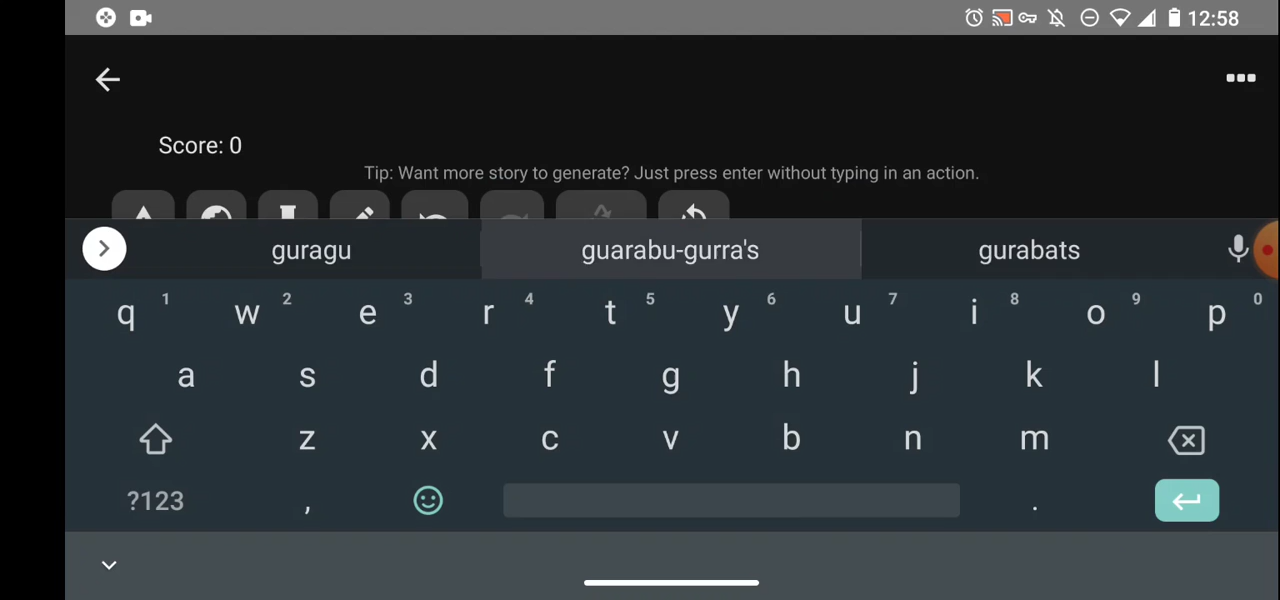 12:58
Score: 0
Tip: Want more story to generate? Just press enter without typing in an action.
guragu guarabu-gurra's gurabats
q 1 w 2 e 3 r 4 t 5 y 6 u 7 i 8 o 9 p 0
a s d f g h j k l
z x c v b n m
?123 , .